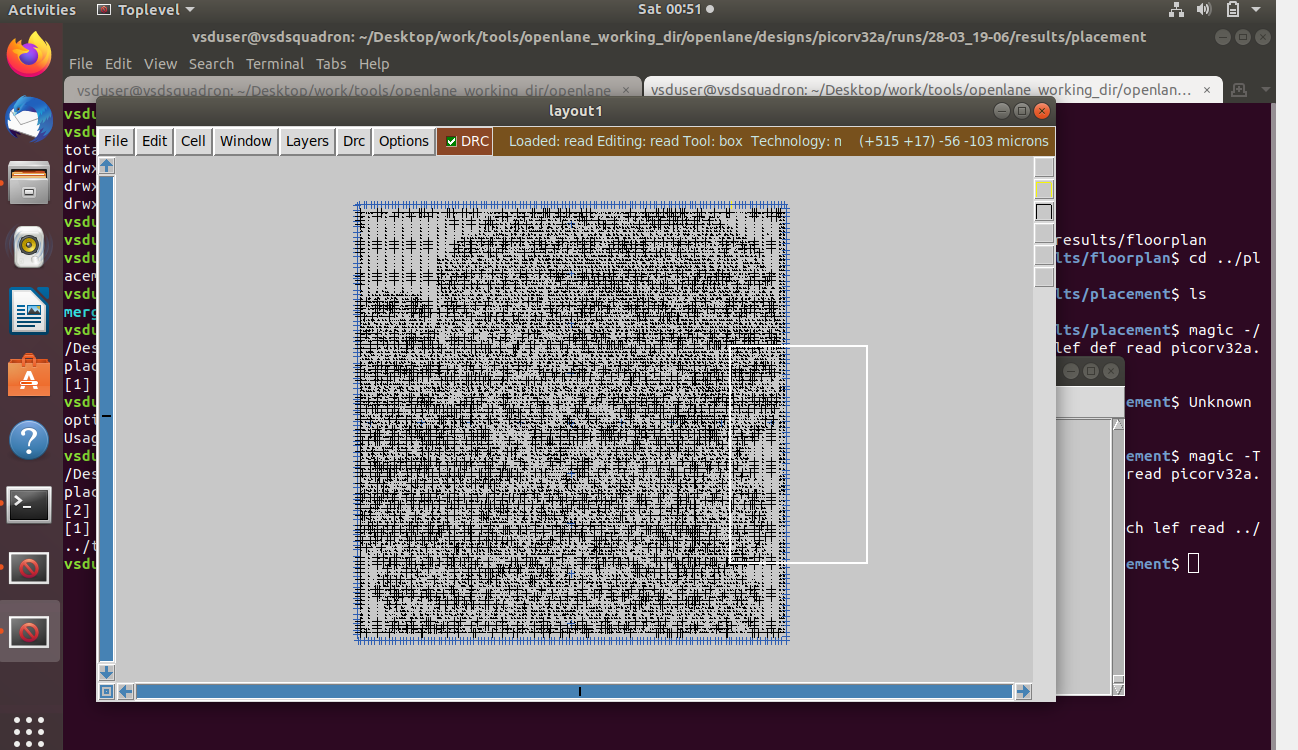 Activities Toplevel Sat 00:51
vsduser@vsdsquadron: ~/Desktop/work/tools/openlane_working_dir/openlane/designs/picorv32a/runs/28-03_19-06/results/placement
File Edit View Search Terminal Tabs Help
vsduser@vsdsquadron: ~/Desktop/work/tools/openlane_working_dir/openlane × vsduser@vsdsquadron: ~/Desktop/work/tools/openlane_working_dir/openlan... ×
layout1
File Edit Cell Window Layers Drc Options DRC Loaded: read Editing: read Tool: box Technology: n (+515 +17) -56 -103 microns
vsdu
vsdu
tota
drwx
drwx
drwx
vsdu
vsdu results/floorplan
vsdu lts/floorplan$ cd ../pl
acem
vsdu lts/placement$ ls
merg
vsdu lts/placement$ magic -/
/Des lef def read picorv32a.
plac
[1]
vsdu ement$ Unknown
opti
Usag
vsdu ement$ magic -T
/Des read picorv32a.
plac
[2]
[1] ch lef read ../
../t
vsdu ement$